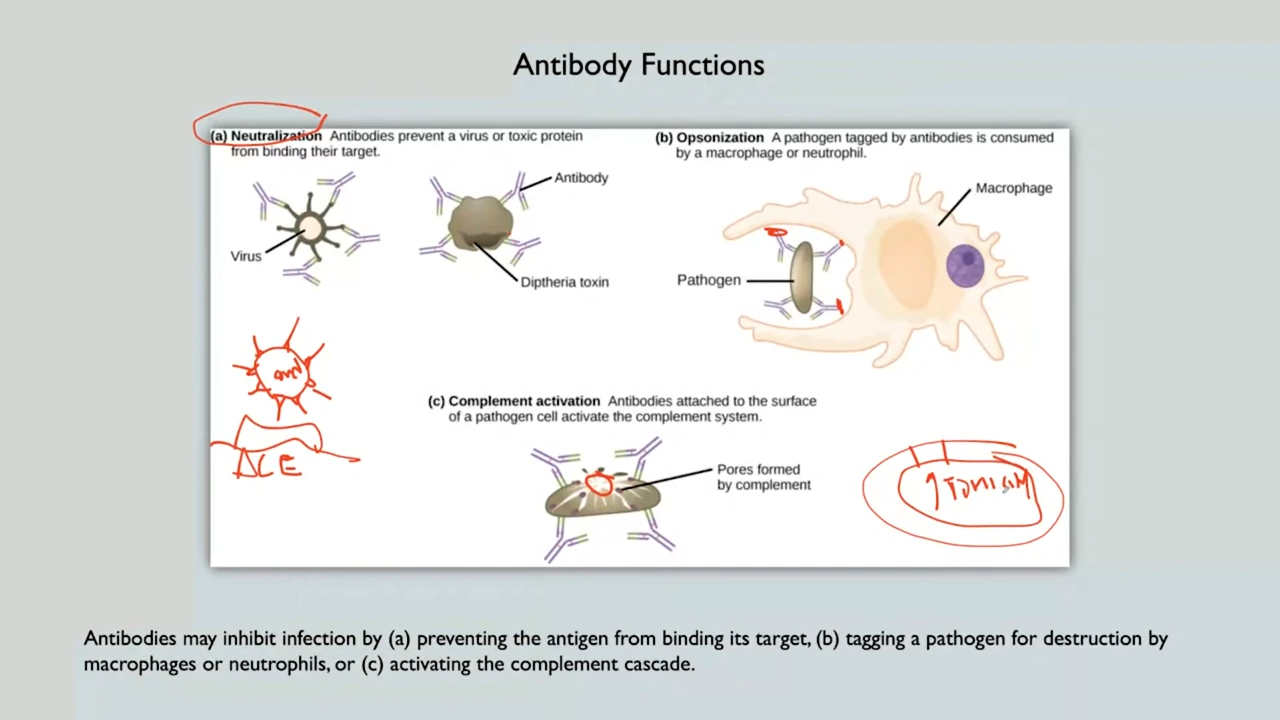 Antibody Functions
(a) Neutralization Antibodies prevent a virus or toxic protein
from binding their target.
Antibody
Virus
Diptheria toxin
(b) Opsonization A pathogen tagged by antibodies is consumed
by a macrophage or neutrophil.
Macrophage
Pathogen
ACE
(c) Complement activation Antibodies attached to the surface
of a pathogen cell activate the complement system.
Pores formed
by complement
Antibodies may inhibit infection by (a) preventing the antigen from binding its target, (b) tagging a pathogen for destruction by
macrophages or neutrophils, or (c) activating the complement cascade.